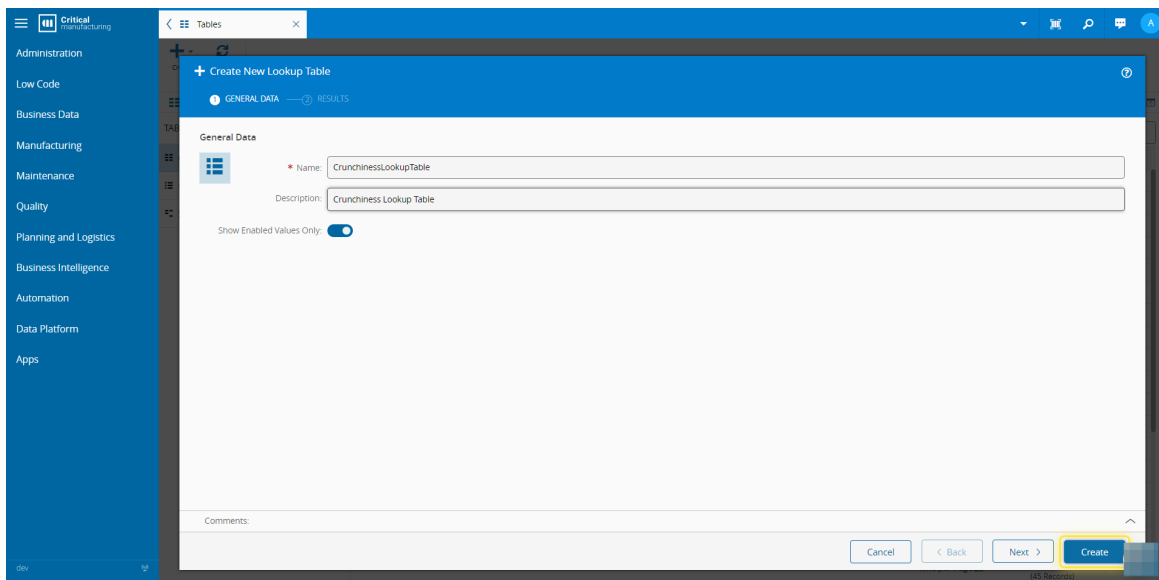 Critical
manufacturing
Tables
A
Administration
Low Code
Business Data
Manufacturing
Maintenance
Quality
Planning and Logistics
Business Intelligence
Automation
Data Platform
Apps
dev
Create New Lookup Table
1 GENERAL DATA
2 RESULTS
General Data
* Name: CrunchinessLookupTable
Description: Crunchiness Lookup Table
Show Enabled Values Only:
Comments:
Cancel
Back
Next
Create
(45 Records)